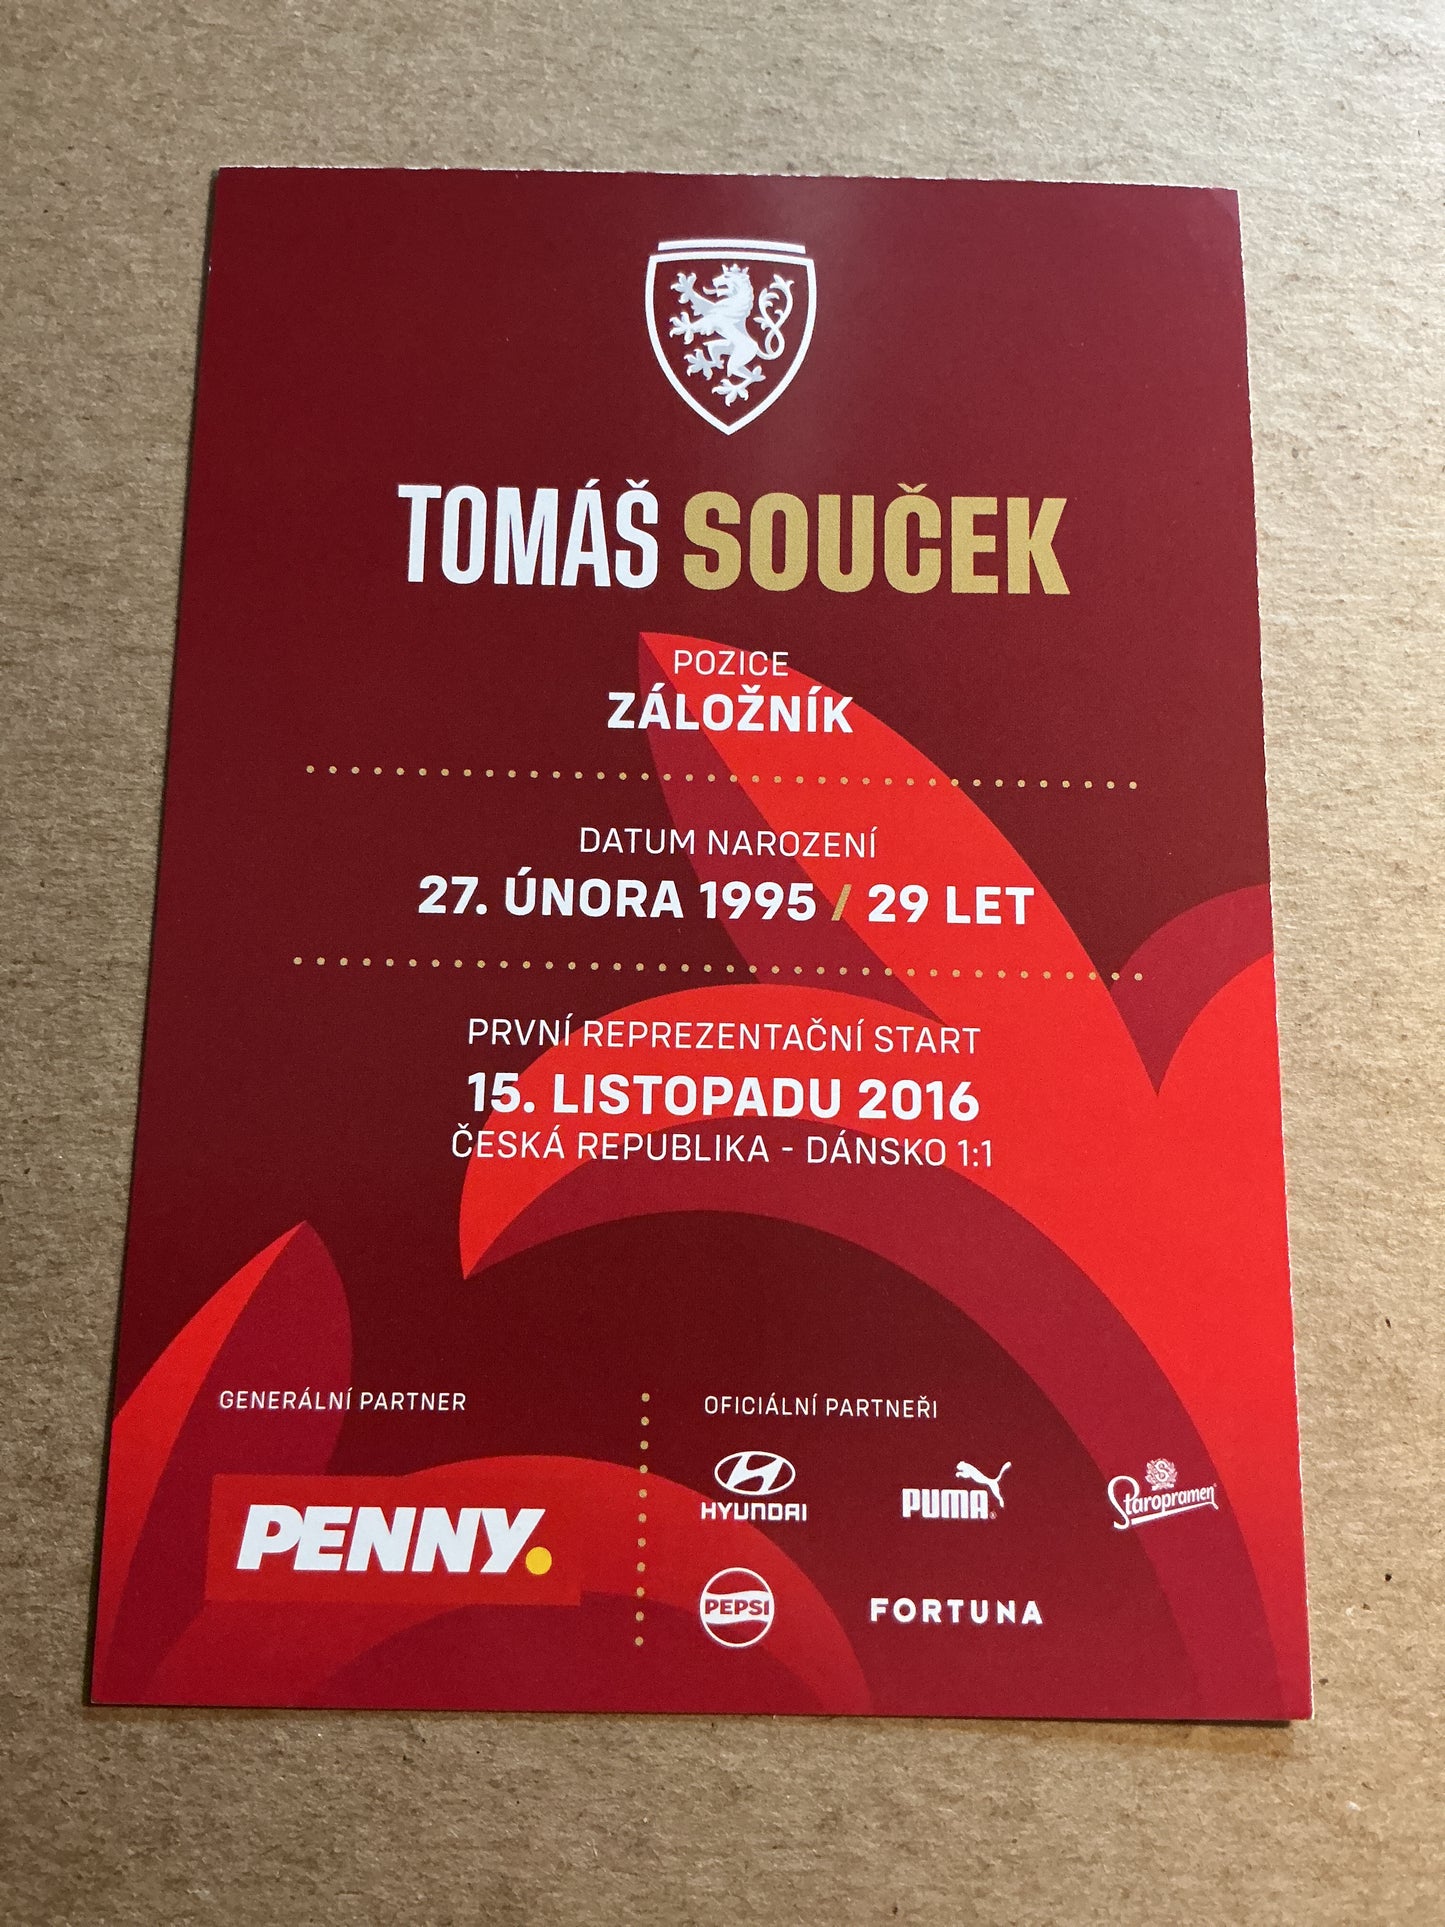 TOMÁŠ SOUČEK
POZICE
ZÁLOŽNÍK
DATUM NAROZENÍ
27. ÚNORA 1995 / 29 LET
PRVNÍ REPREZENTAČNÍ START
15. LISTOPADU 2016
ČESKÁ REPUBLIKA - DÁNSKO 1:1
GENERÁLNÍ PARTNER
PENNY.
OFICIÁLNÍ PARTNEŘI
HYUNDAI
PUMA
Staropramen
PEPSI
FORTUNA